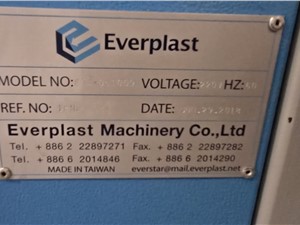 Everplast
MODEL NO: VOLTAGE: HZ:
REF. NO: DATE:
Everplast Machinery Co.,Ltd
Tel. + 886 2 22897271 Fax. + 886 2 22897282
Tel. + 886 6 2014846 Fax. + 886 6 2014290
MADE IN TAIWAN everstar@mail.everplast.net